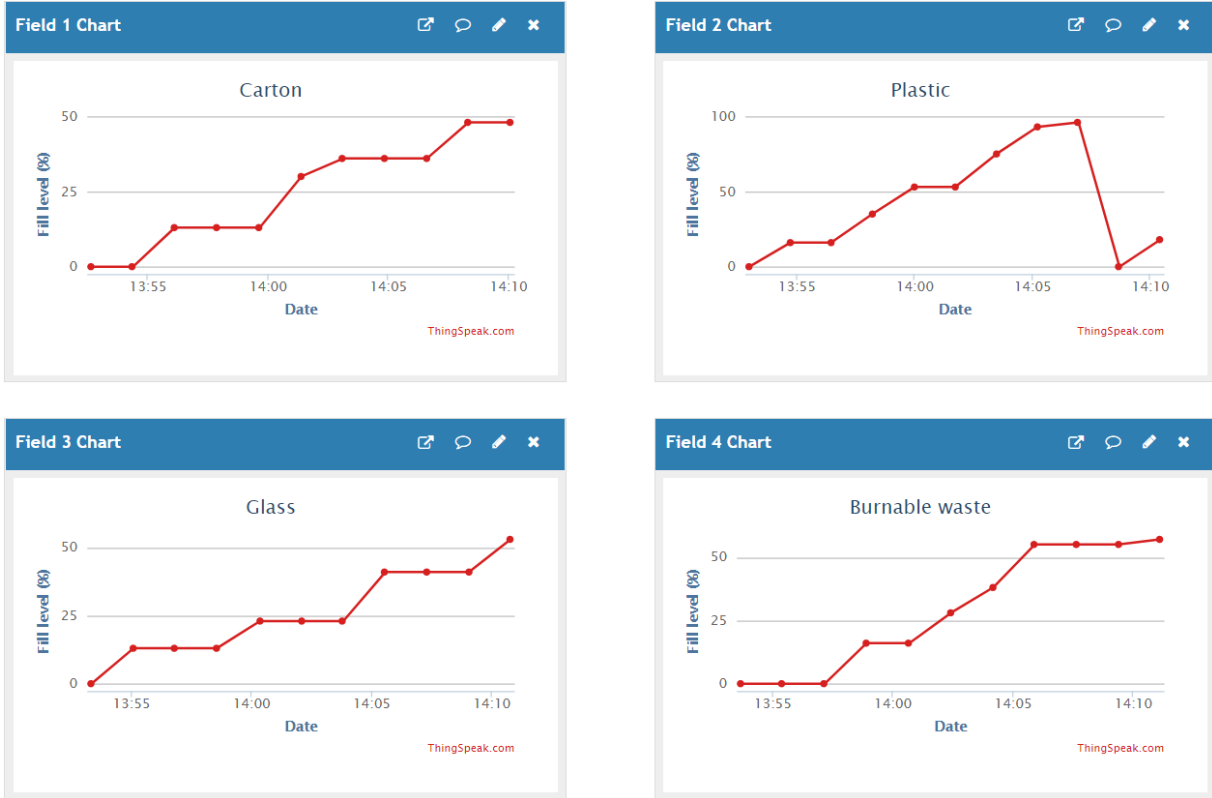 Field 1 Chart
Carton
50
25
0
Fill level (%)
13:55 14:00 14:05 14:10
Date
ThingSpeak.com
Field 2 Chart
Plastic
100
50
0
Fill level (%)
13:55 14:00 14:05 14:10
Date
ThingSpeak.com
Field 3 Chart
Glass
50
25
0
Fill level (%)
13:55 14:00 14:05 14:10
Date
ThingSpeak.com
Field 4 Chart
Burnable waste
50
25
0
Fill level (%)
13:55 14:00 14:05 14:10
Date
ThingSpeak.com